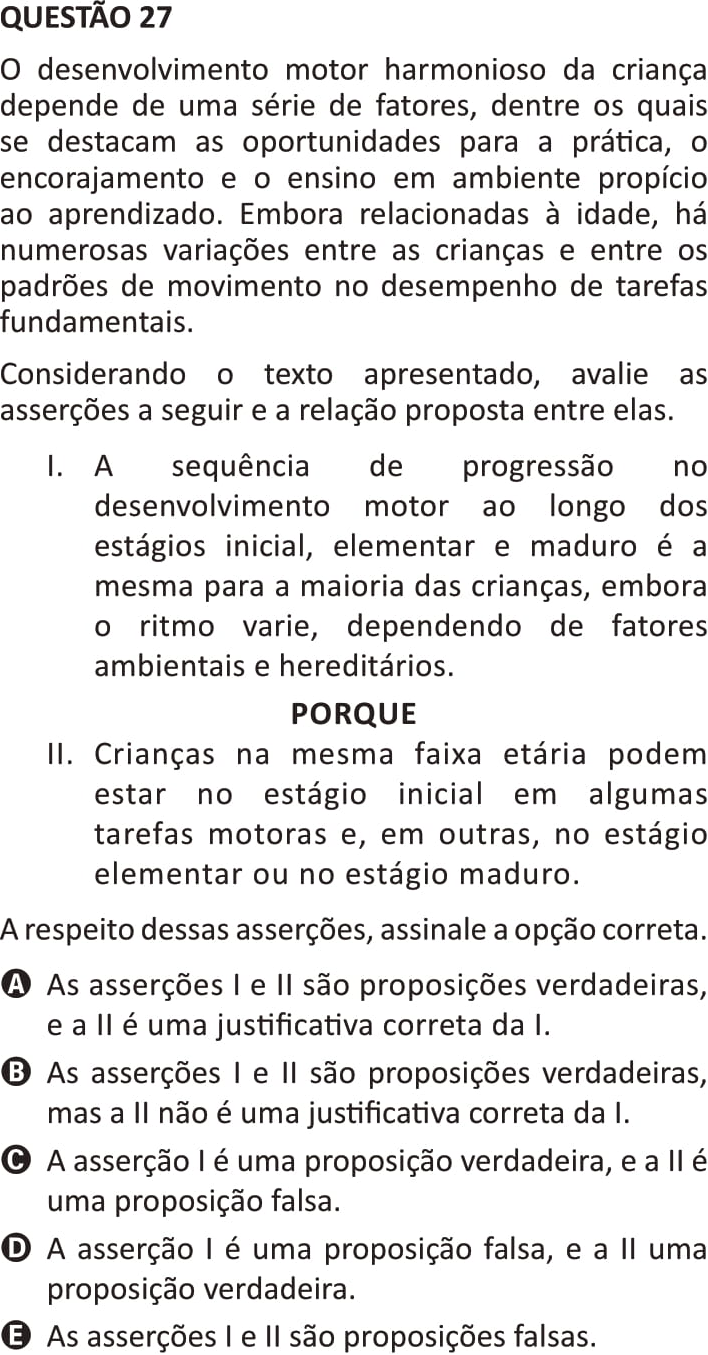 QUESTÃO 27
O desenvolvimento motor harmonioso da criança
depende de uma série de fatores, dentre os quais
se destacam as oportunidades para a prática, o
encorajamento e o ensino em ambiente propício
ao aprendizado. Embora relacionadas à idade, há
numerosas variações entre as crianças e entre os
padrões de movimento no desempenho de tarefas
fundamentais.
Considerando o texto apresentado, avalie as
asserções a seguir e a relação proposta entre elas.
I. A sequência de progressão no
desenvolvimento motor ao longo dos
estágios inicial, elementar e maduro é a
mesma para a maioria das crianças, embora
o ritmo varie, dependendo de fatores
ambientais e hereditários.
PORQUE
II. Crianças na mesma faixa etária podem
estar no estágio inicial em algumas
tarefas motoras e, em outras, no estágio
elementar ou no estágio maduro.
A respeito dessas asserções, assinale a opção correta.
A As asserções I e II são proposições verdadeiras,
e a II é uma justificativa correta da I.
B As asserções I e II são proposições verdadeiras,
mas a II não é uma justificativa correta da I.
C A asserção I é uma proposição verdadeira, e a II é
uma proposição falsa.
D A asserção I é uma proposição falsa, e a II uma
proposição verdadeira.
E As asserções I e II são proposições falsas.